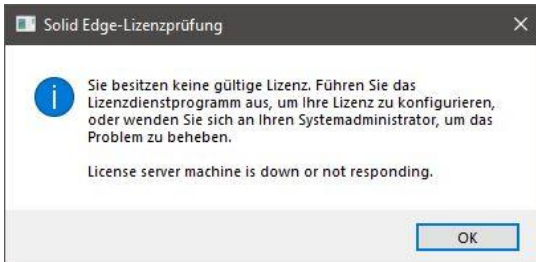 Solid Edge-Lizenzprüfung
Sie besitzen keine gültige Lizenz. Führen Sie das
Lizenzdienstprogramm aus, um Ihre Lizenz zu konfigurieren,
oder wenden Sie sich an Ihren Systemadministrator, um das
Problem zu beheben.
License server machine is down or not responding.
OK